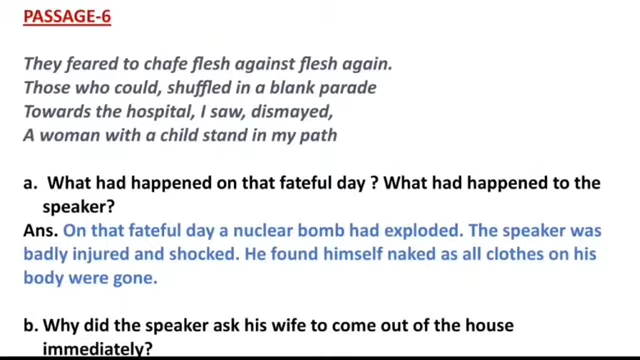 PASSAGE-6
They feared to chafe flesh against flesh again.
Those who could, shuffled in a blank parade
Towards the hospital, I saw, dismayed,
A woman with a child stand in my path
a. What had happened on that fateful day ? What had happened to the
speaker?
Ans. On that fateful day a nuclear bomb had exploded. The speaker was
badly injured and shocked. He found himself naked as all clothes on his
body were gone.
b. Why did the speaker ask his wife to come out of the house
immediately?